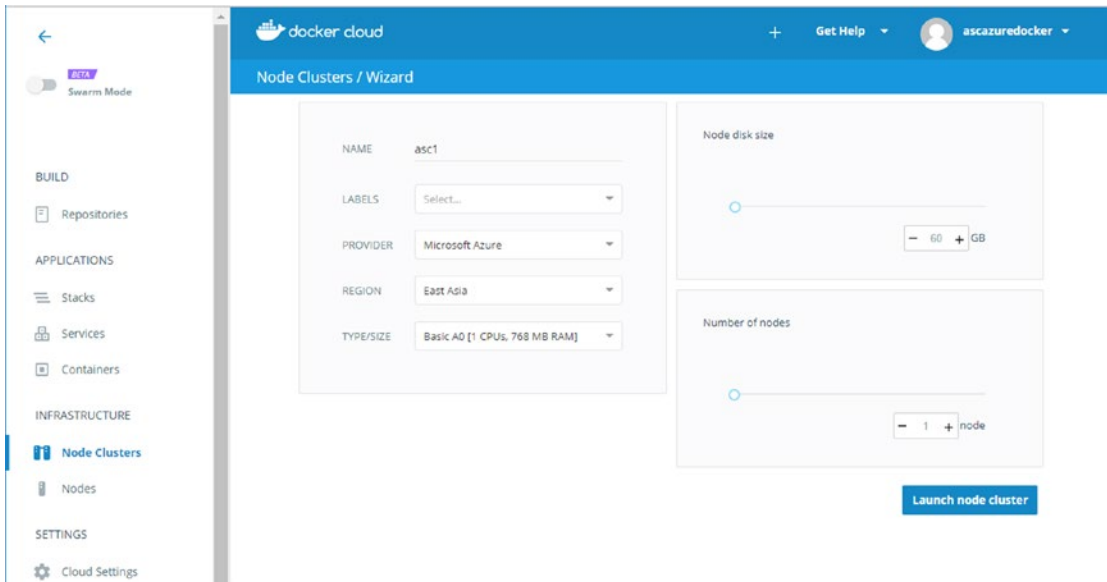 docker cloud
Get Help
ascazuredocker
Node Clusters / Wizard
BETA
Swarm Mode
BUILD
Repositories
APPLICATIONS
Stacks
Services
Containers
INFRASTRUCTURE
Node Clusters
Nodes
SETTINGS
Cloud Settings
NAME asc1
LABELS Select...
PROVIDER Microsoft Azure
REGION East Asia
TYPE/SIZE Basic A0 [1 CPUs, 768 MB RAM]
Node disk size
− 60 + GB
Number of nodes
− 1 + node
Launch node cluster